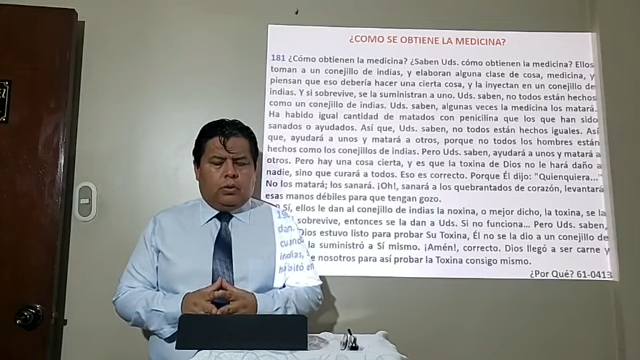 ¿COMO SE OBTIENE LA MEDICINA?
181 ¿Cómo obtienen la medicina? ¿Saben Uds. cómo obtienen la medicina? Ellos
toman a un conejillo de indias, y elaboran alguna clase de cosa, medicina, y
piensan que eso debería hacer una cierta cosa, y la inyectan en un conejillo de
indias. Y si sobrevive, se la suministran a uno. Uds. saben, no todos están hechos
como un conejillo de indias. Uds. saben, algunas veces la medicina los matará.
Ha habido igual cantidad de matados con penicilina que los que han sido
sanados o ayudados. Así que, Uds. saben, no todos están hechos iguales. Así
que, ayudará a unos y matará a otros, porque no todos los hombres están
hechos como los conejillos de indias. Pero Uds. saben, ayudará a unos y matará a
otros. Pero hay una cosa cierta, y es que la toxina de Dios no le hará daño a
nadie, sino que curará a todos. Eso es correcto. Porque Él dijo: "Quienquiera..."
No los matará; los sanará. ¡Oh!, sanará a los quebrantados de corazón, levantará
esas manos débiles para que tengan gozo.
Sí, ellos le dan al conejillo de indias la noxina, o mejor dicho, la toxina, se la
dan. sobrevive, entonces se la dan a Uds. Si no funciona... Pero Uds. saben,
Dios estuvo listo para probar Su Toxina, Él no se la dio a un conejillo de
indias, la suministró a Sí mismo. ¡Amén!, correcto. Dios llegó a ser carne y
habitó nosotros para así probar la Toxina consigo mismo.
¿Por Qué? 61-0413